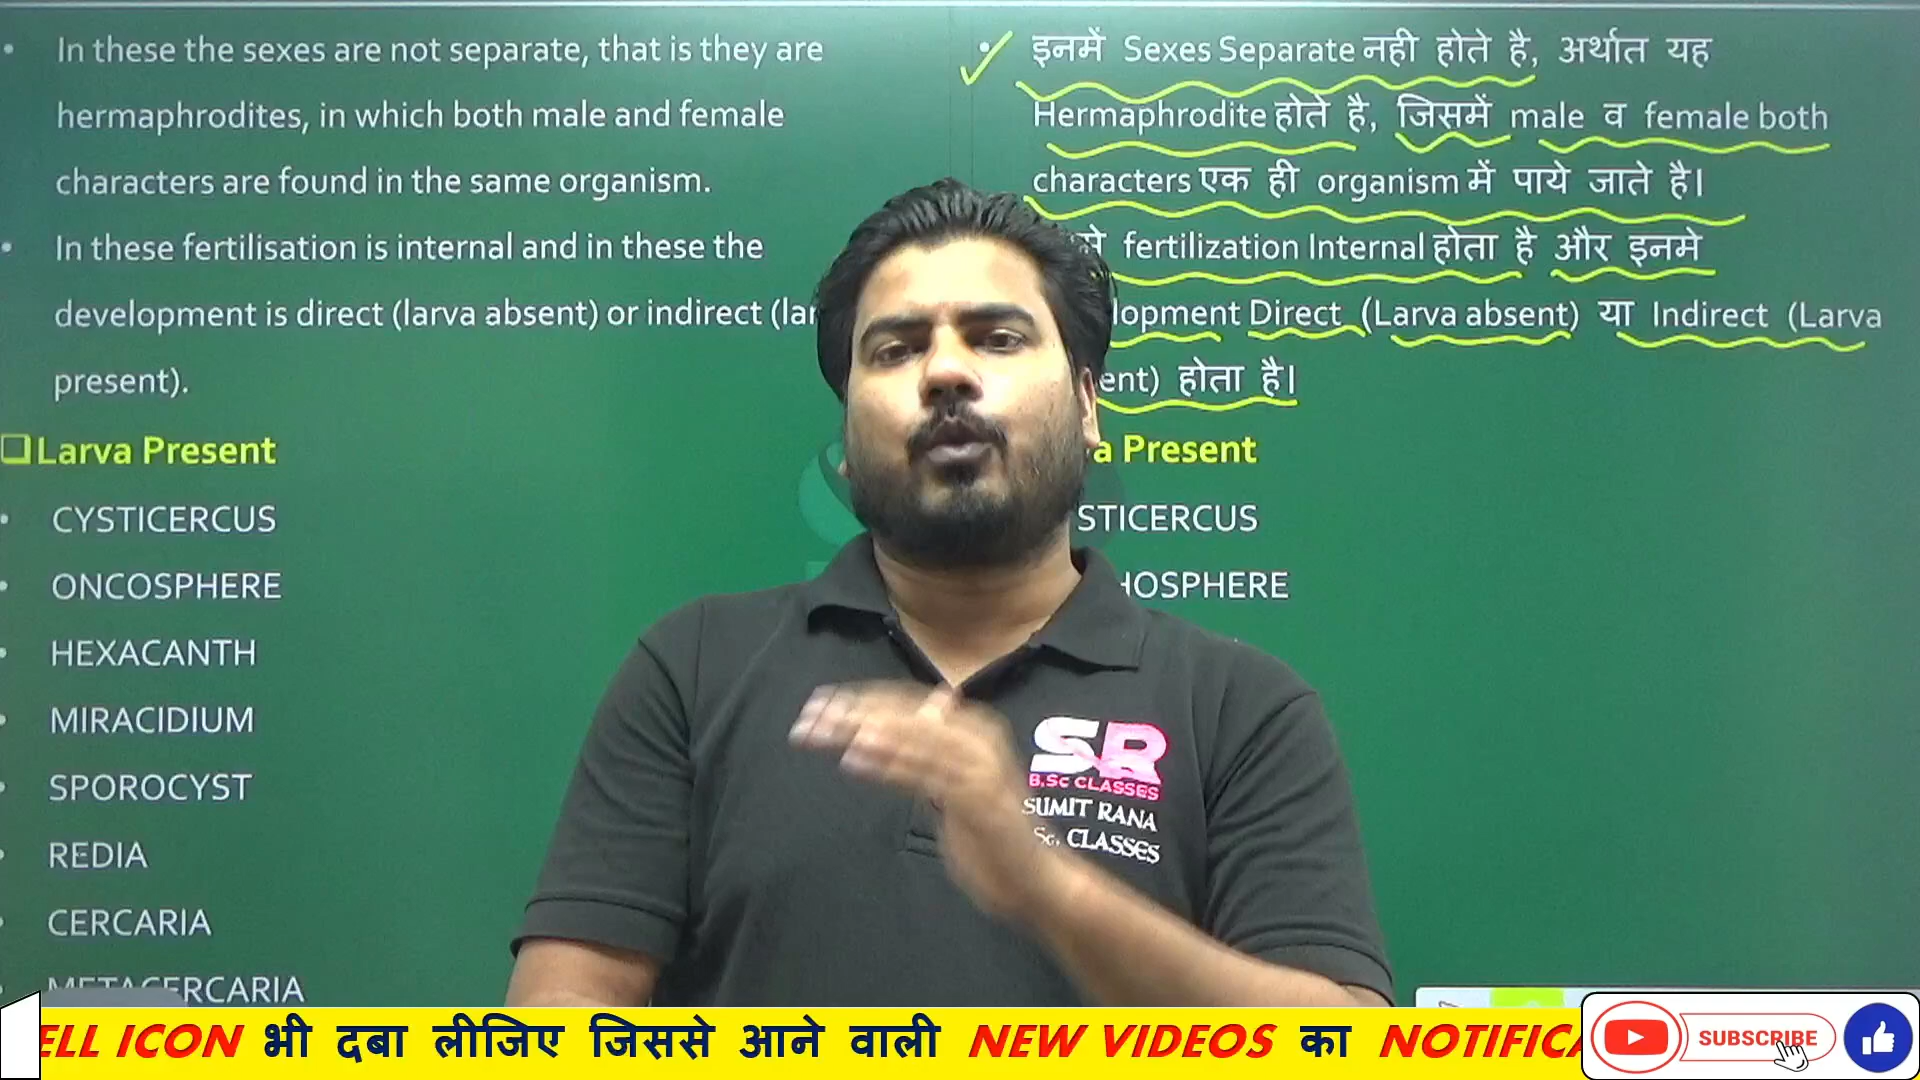 In these the sexes are not separate, that is they are
hermaphrodites, in which both male and female
characters are found in the same organism.
In these fertilisation is internal and in these the
development is direct (larva absent) or indirect (lar
present).
Larva Present
CYSTICERCUS
ONCOSPHERE
HEXACANTH
MIRACIDIUM
SPOROCYST
REDIA
CERCARIA
METACERCARIA
इनमें Sexes Separate नही होते है, अर्थात यह
Hermaphrodite होते है, जिसमें male व female both
characters एक ही organism में पाये जाते है।
fertilization Internal होता है और इनमे
lopment Direct (Larva absent) या Indirect (Larva
ent) होता है।
a Present
STICERCUS
HOSPHERE
SR
B.Sc CLASSES
SUMIT RANA
Sc. CLASSES
ELL ICON भी दबा लीजिए जिससे आने वाली NEW VIDEOS का NOTIFICA
SUBSCRIBE